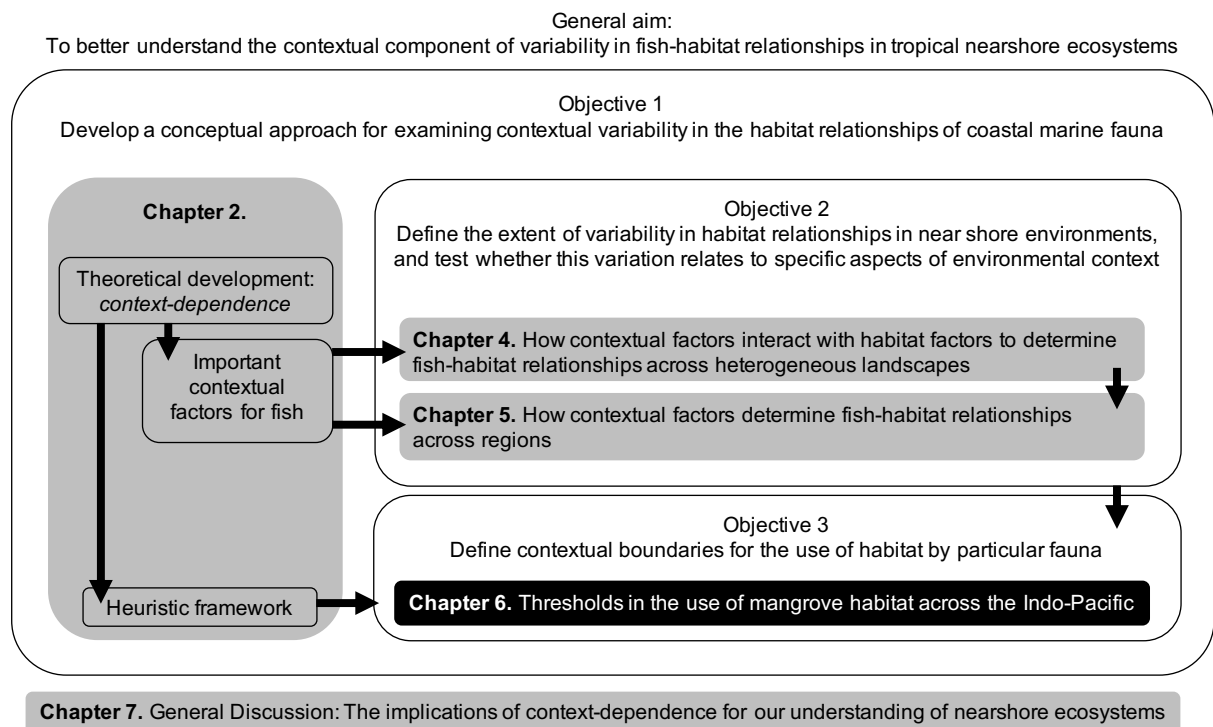 General aim:
To better understand the contextual component of variability in fish-habitat relationships in tropical nearshore ecosystems
Objective 1
Develop a conceptual approach for examining contextual variability in the habitat relationships of coastal marine fauna
Chapter 2.
Theoretical development:
context-dependence
Important
contextual
factors for fish
Heuristic framework
Objective 2
Define the extent of variability in habitat relationships in near shore environments,
and test whether this variation relates to specific aspects of environmental context
Chapter 4. How contextual factors interact with habitat factors to determine
fish-habitat relationships across heterogeneous landscapes
Chapter 5. How contextual factors determine fish-habitat relationships
across regions
Objective 3
Define contextual boundaries for the use of habitat by particular fauna
Chapter 6. Thresholds in the use of mangrove habitat across the Indo-Pacific
Chapter 7. General Discussion: The implications of context-dependence for our understanding of nearshore ecosystems